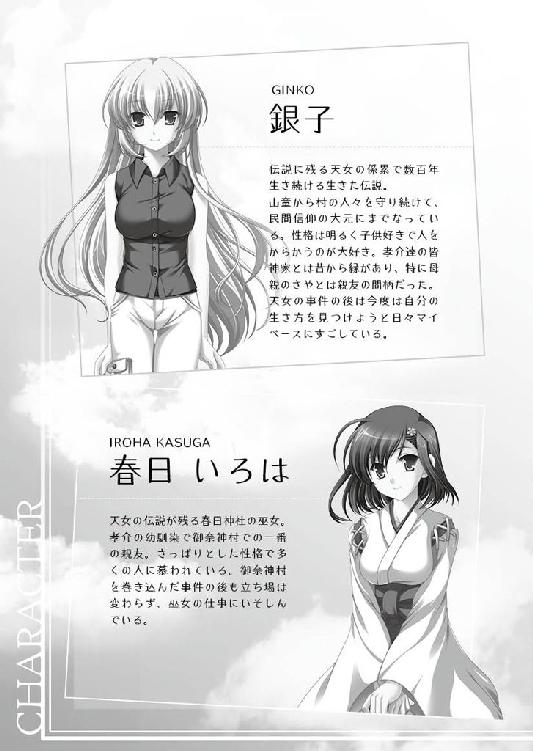 GINKO
銀子
伝説に残る天女の係累で数百年
生き続ける生きた伝説。
山童から村の人々を守り続けて、
民間信仰の大元にまでなってい
る。性格は明るく子供好きで人を
からかうのが大好き。孝介達の皆
神家とは昔から縁があり、特に母
親のさやとは親友の間柄だった。
天女の事件の後は今度は自分の
生き方を見つけようと日々マイ
ペースにすごしている。
IROHA KASUGA
春日 いろは
天女の伝説が残る春日神社の巫女。
孝介の幼馴染で御奈神村での一番
の親友。さっぱりとした性格で多
くの人に慕われている。御奈神村
を巻き込んだ事件の後も立ち場は
変わらず、巫女の仕事にいそしん
でいる。
CHARACTER